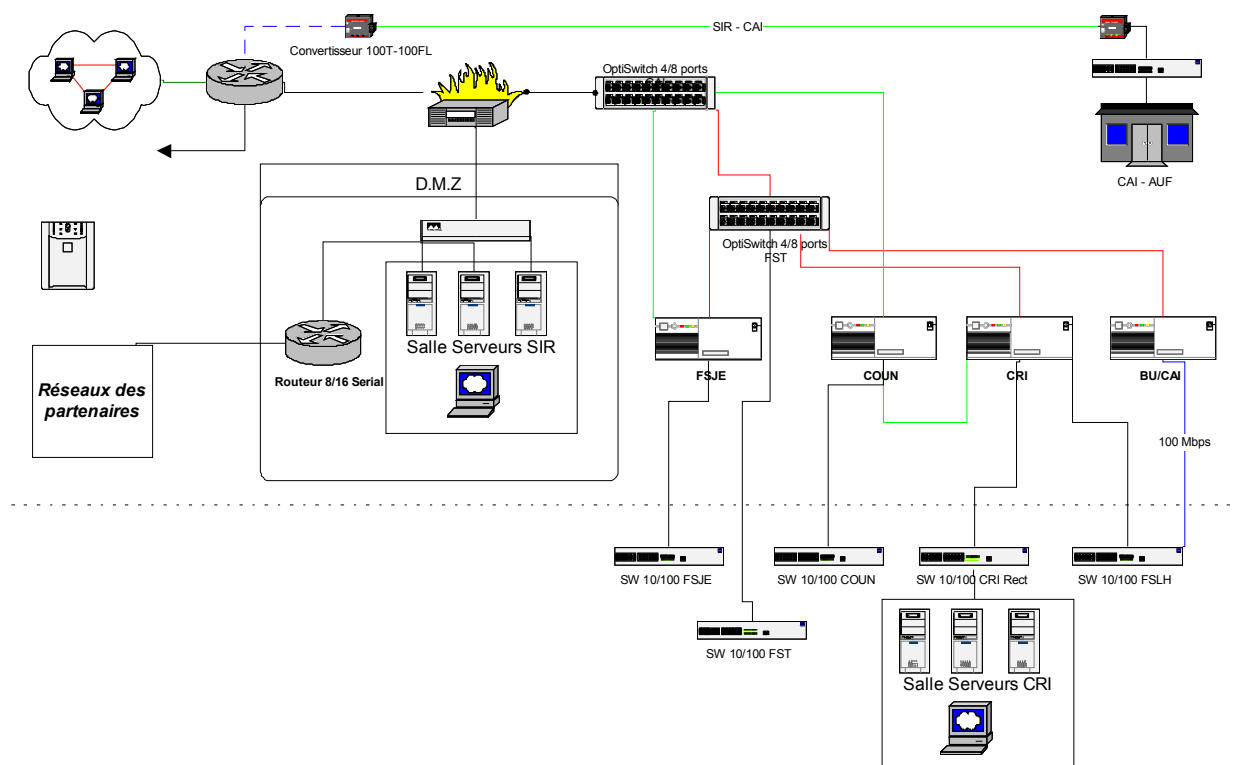 SIR - CAI
Convertisseur 100T-100FL
OptiSwitch 4/8 ports
CAI - AUF
D.M.Z
OptiSwitch 4/8 ports
FST
Salle Serveurs SIR
Routeur 8/16 Serial
Réseaux des
partenaires
FSJE
COUN
CRI
BU/CAI
100 Mbps
SW 10/100 FSJE
SW 10/100 COUN
SW 10/100 CRI Rect
SW 10/100 FSLH
SW 10/100 FST
Salle Serveurs CRI